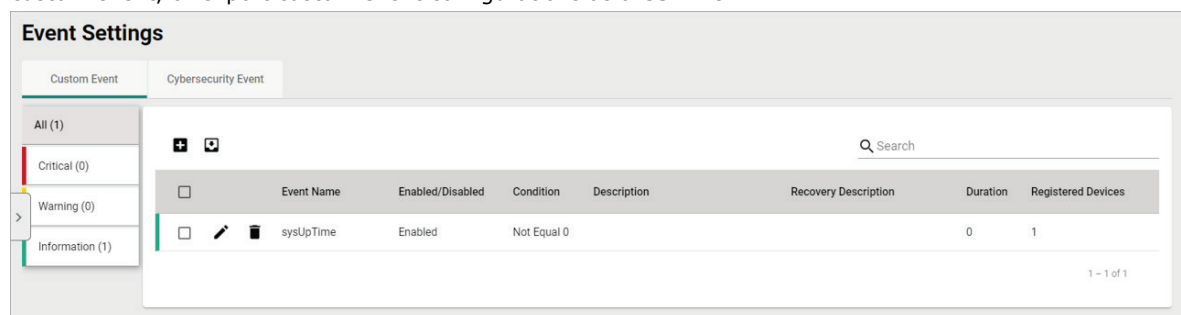 Event Settings
Custom Event
Cybersecurity Event
All (1)
Critical (0)
Warning (0)
Information (1)
Search
Event Name Enabled/Disabled Condition Description Recovery Description Duration Registered Devices
sysUpTime Enabled Not Equal 0 0 1
1 – 1 of 1